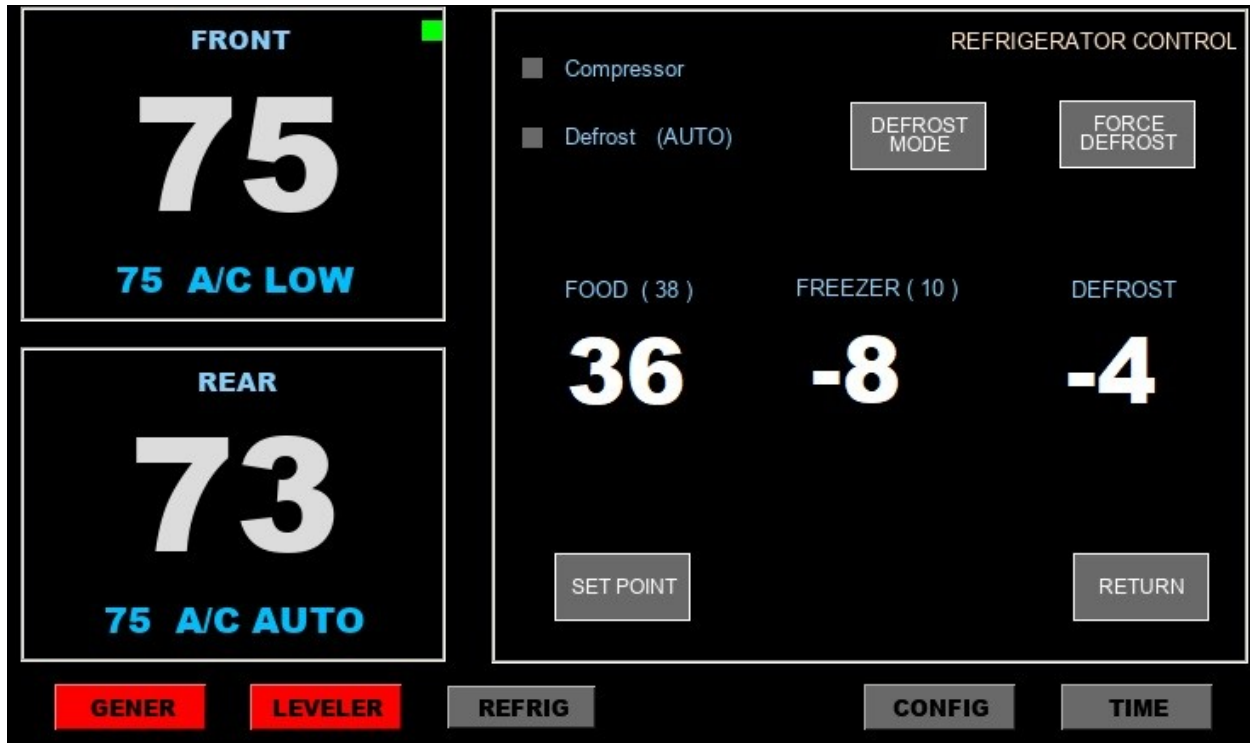 FRONT
75
75 A/C LOW
REAR
73
75 A/C AUTO
REFRIGERATOR CONTROL
Compressor
Defrost (AUTO)
DEFROST
MODE
FORCE
DEFROST
FOOD ( 38 )
FREEZER ( 10 )
DEFROST
36
-8
-4
SET POINT
RETURN
GENER
LEVELER
REFRIG
CONFIG
TIME